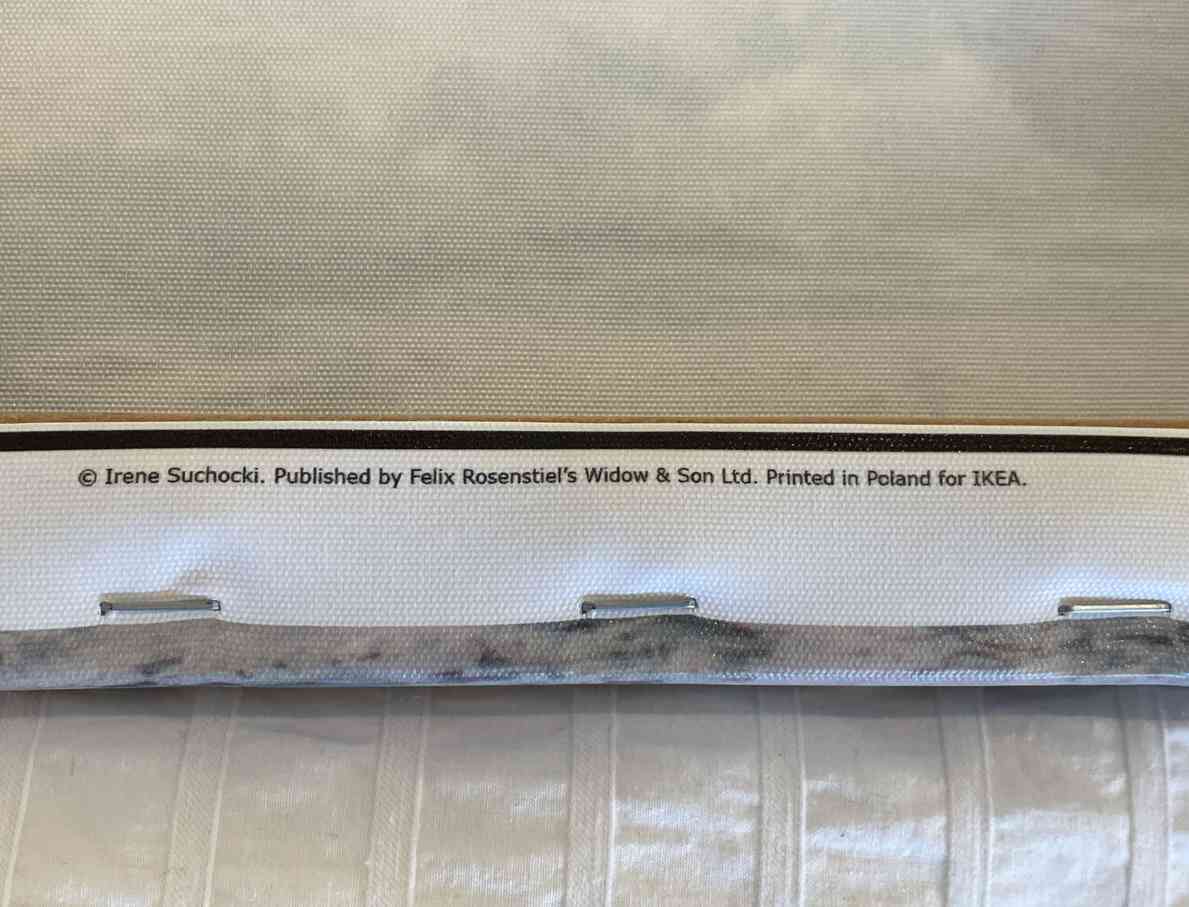 © Irene Suchocki. Published by Felix Rosenstiel's Widow & Son Ltd. Printed in Poland for IKEA.